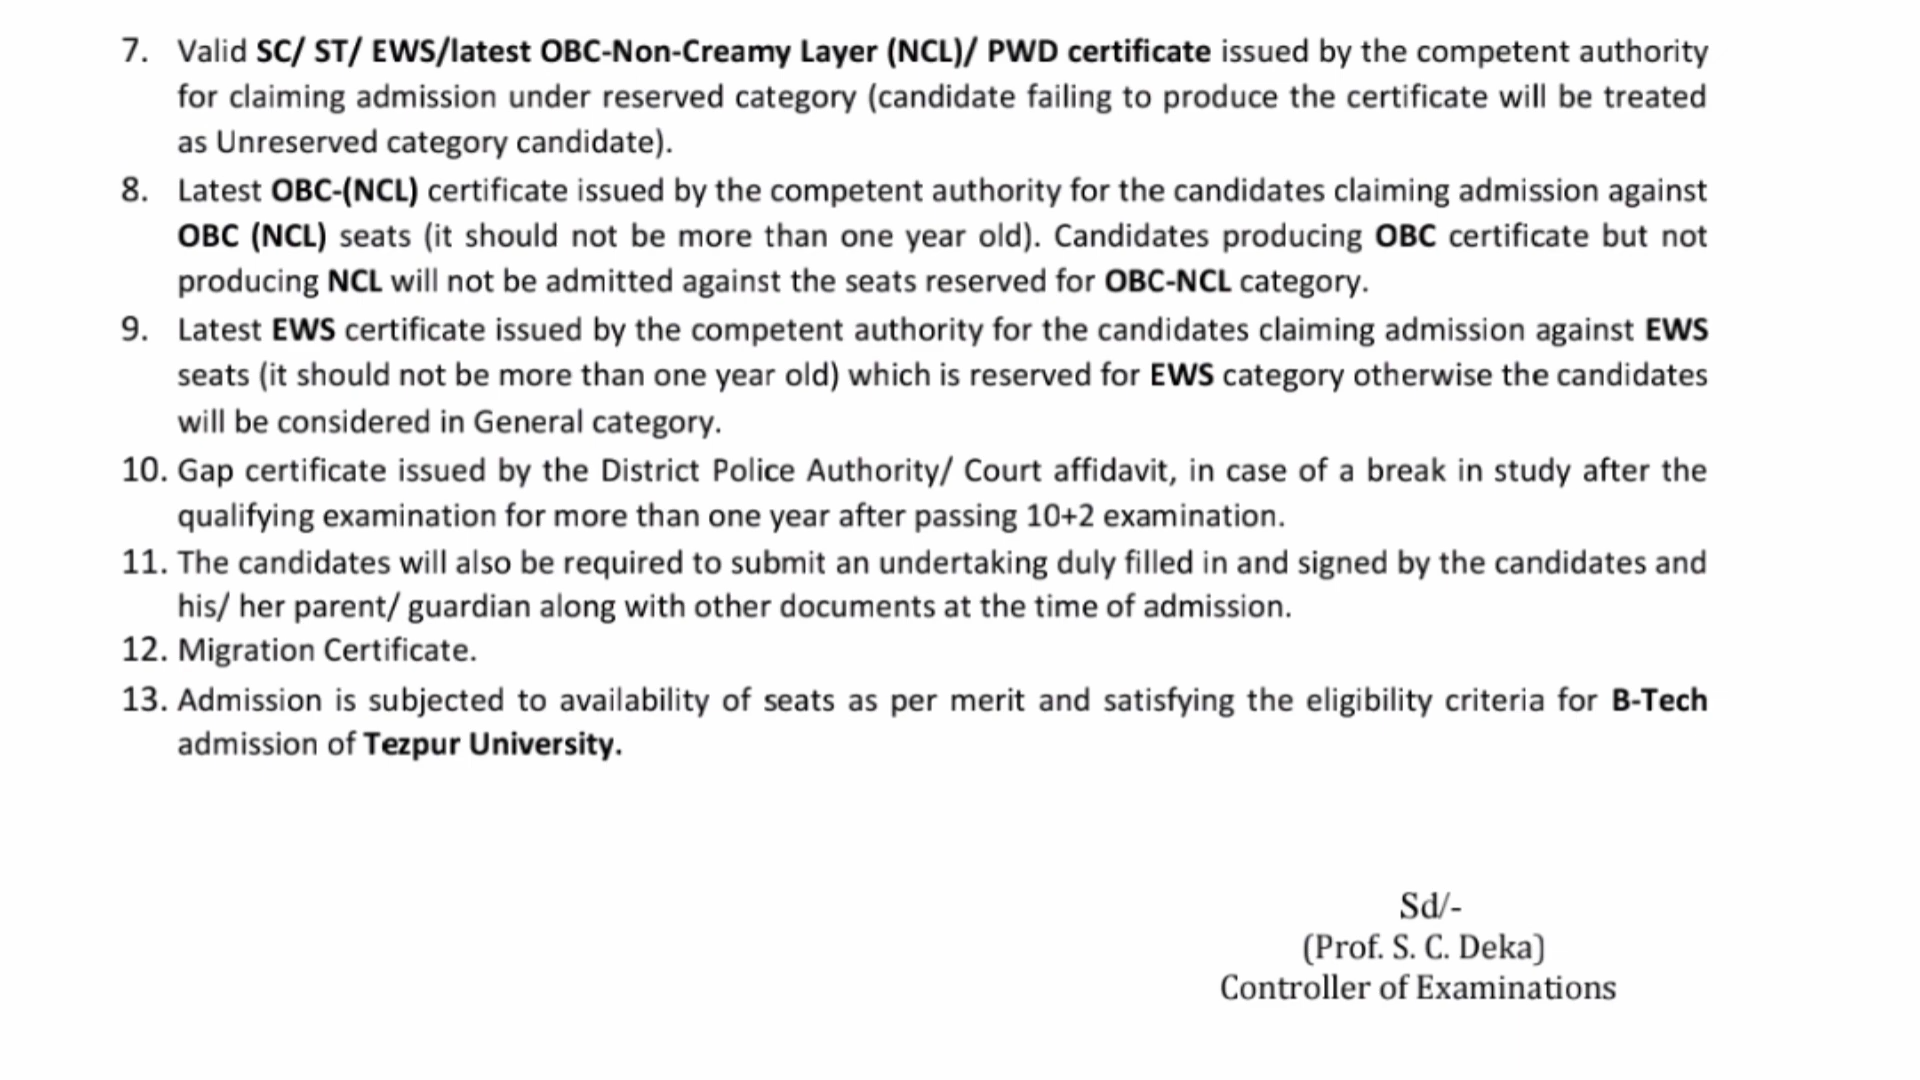 7. Valid SC/ ST/ EWS/latest OBC-Non-Creamy Layer (NCL)/ PWD certificate issued by the competent authority
for claiming admission under reserved category (candidate failing to produce the certificate will be treated
as Unreserved category candidate).
8. Latest OBC-(NCL) certificate issued by the competent authority for the candidates claiming admission against
OBC (NCL) seats (it should not be more than one year old). Candidates producing OBC certificate but not
producing NCL will not be admitted against the seats reserved for OBC-NCL category.
9. Latest EWS certificate issued by the competent authority for the candidates claiming admission against EWS
seats (it should not be more than one year old) which is reserved for EWS category otherwise the candidates
will be considered in General category.
10. Gap certificate issued by the District Police Authority/ Court affidavit, in case of a break in study after the
qualifying examination for more than one year after passing 10+2 examination.
11. The candidates will also be required to submit an undertaking duly filled in and signed by the candidates and
his/ her parent/ guardian along with other documents at the time of admission.
12. Migration Certificate.
13. Admission is subjected to availability of seats as per merit and satisfying the eligibility criteria for B-Tech
admission of Tezpur University.
Sd/-
(Prof. S. C. Deka)
Controller of Examinations